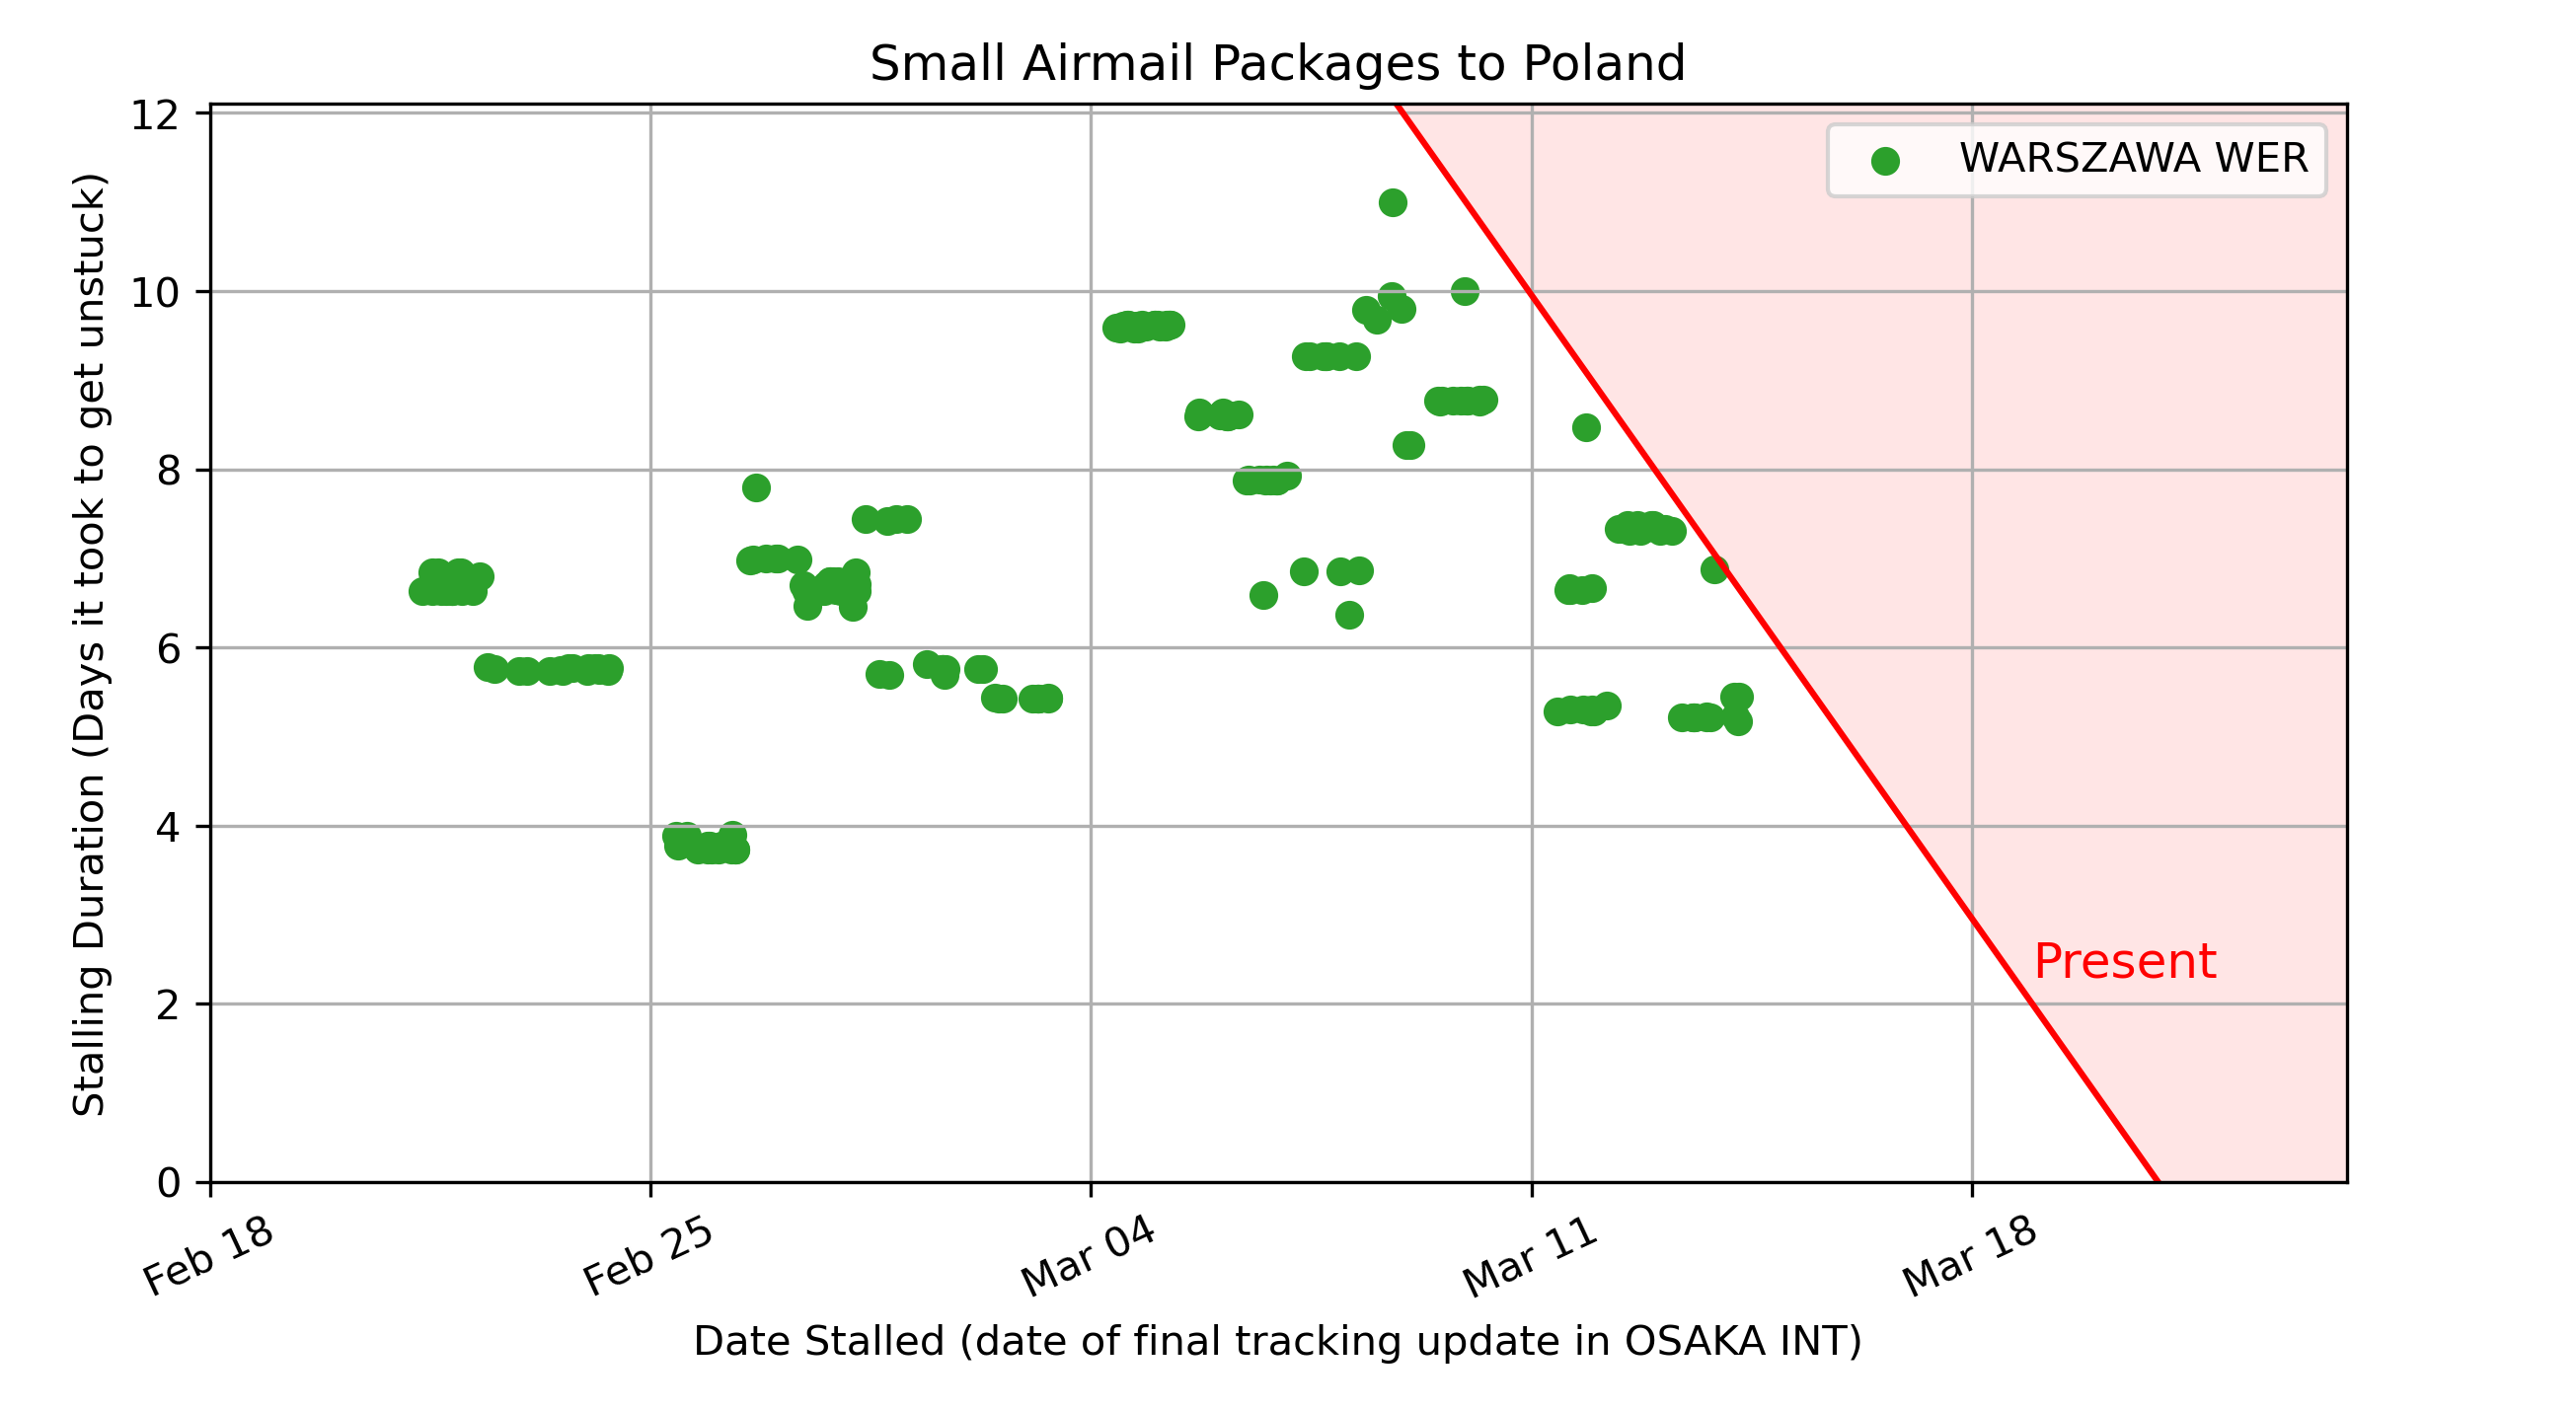 Small Airmail Packages to Poland
Stalling Duration (Days it took to get unstuck)
12
10
8
6
4
2
0
WARSZAWA WER
Present
Feb 18
Feb 25
Mar 04
Mar 11
Mar 18
Date Stalled (date of final tracking update in OSAKA INT)